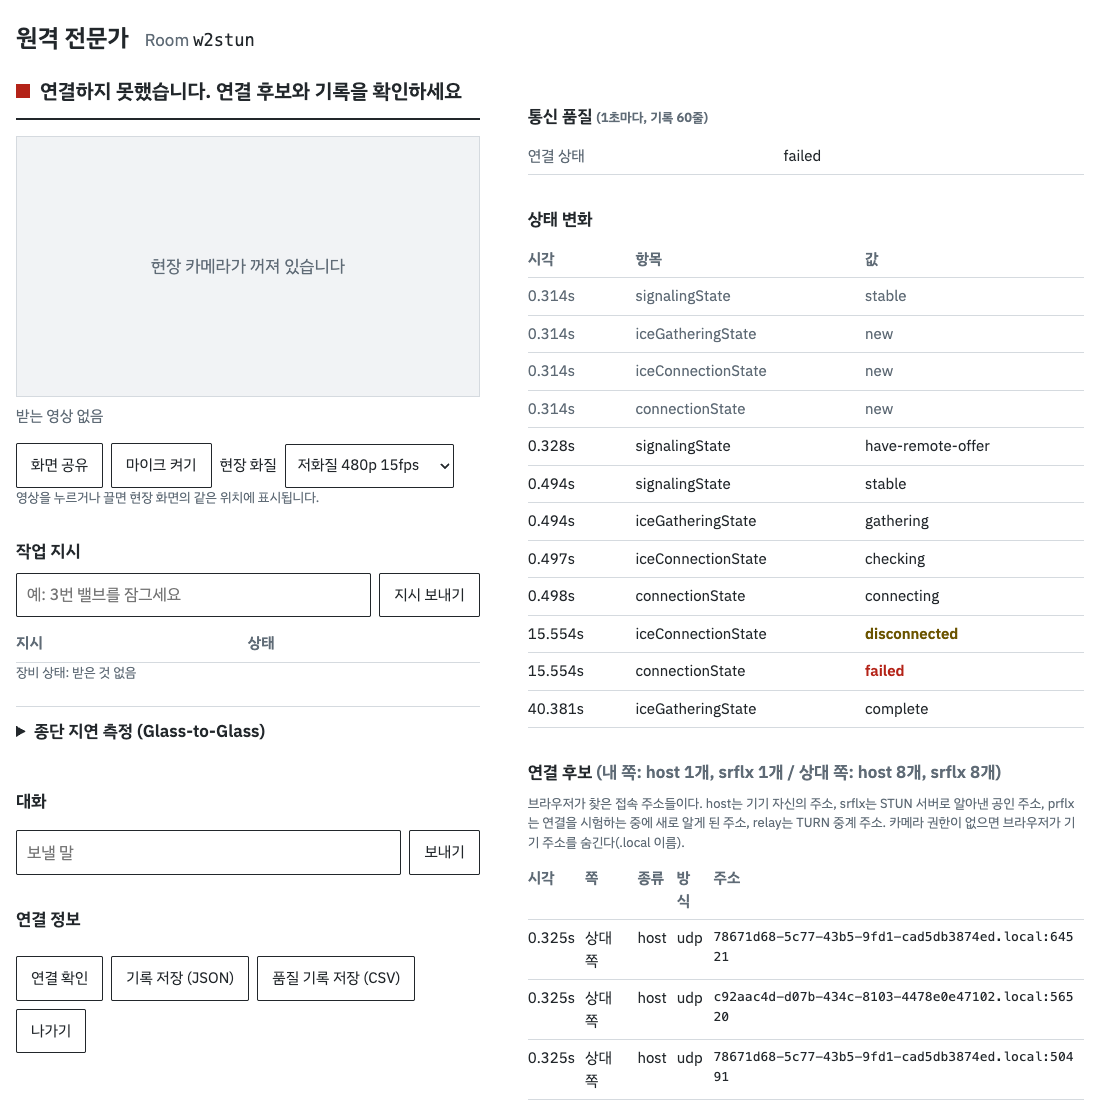 원격 전문가 Room w2stun
연결하지 못했습니다. 연결 후보와 기록을 확인하세요
현장 카메라가 꺼져 있습니다
받는 영상 없음
화면 공유 마이크 켜기 현장 화질 저화질 480p 15fps
영상을 누르거나 끌면 현장 화면의 같은 위치에 표시됩니다.
작업 지시
예: 3번 밸브를 잠그세요 지시 보내기
지시 상태
장비 상태: 받은 것 없음
종단 지연 측정 (Glass-to-Glass)
대화
보낼 말 보내기
연결 정보
연결 확인 기록 저장 (JSON) 품질 기록 저장 (CSV)
나가기
통신 품질 (1초마다, 기록 60줄)
연결 상태 failed
상태 변화
시각 항목 값
0.314s signalingState stable
0.314s iceGatheringState new
0.314s iceConnectionState new
0.314s connectionState new
0.328s signalingState have-remote-offer
0.494s signalingState stable
0.494s iceGatheringState gathering
0.497s iceConnectionState checking
0.498s connectionState connecting
15.554s iceConnectionState disconnected
15.554s connectionState failed
40.381s iceGatheringState complete
연결 후보 (내 쪽: host 1개, srflx 1개 / 상대 쪽: host 8개, srflx 8개)
브라우저가 찾은 접속 주소들이다. host는 기기 자신의 주소, srflx는 STUN 서버로 알아낸 공인 주소, prflx
는 연결을 시험하는 중에 새로 알게 된 주소, relay는 TURN 중계 주소. 카메라 권한이 없으면 브라우저가 기
기 주소를 숨긴다(.local 이름).
시각 쪽 종류 방 주소
식
0.325s 상대 host udp 78671d68-5c77-43b5-9fd1-cad5db3874ed.local:645
쪽 21
0.325s 상대 host udp c92aac4d-d07b-434c-8103-4478e0e47102.local:565
쪽 20
0.325s 상대 host udp 78671d68-5c77-43b5-9fd1-cad5db3874ed.local:504
쪽 91